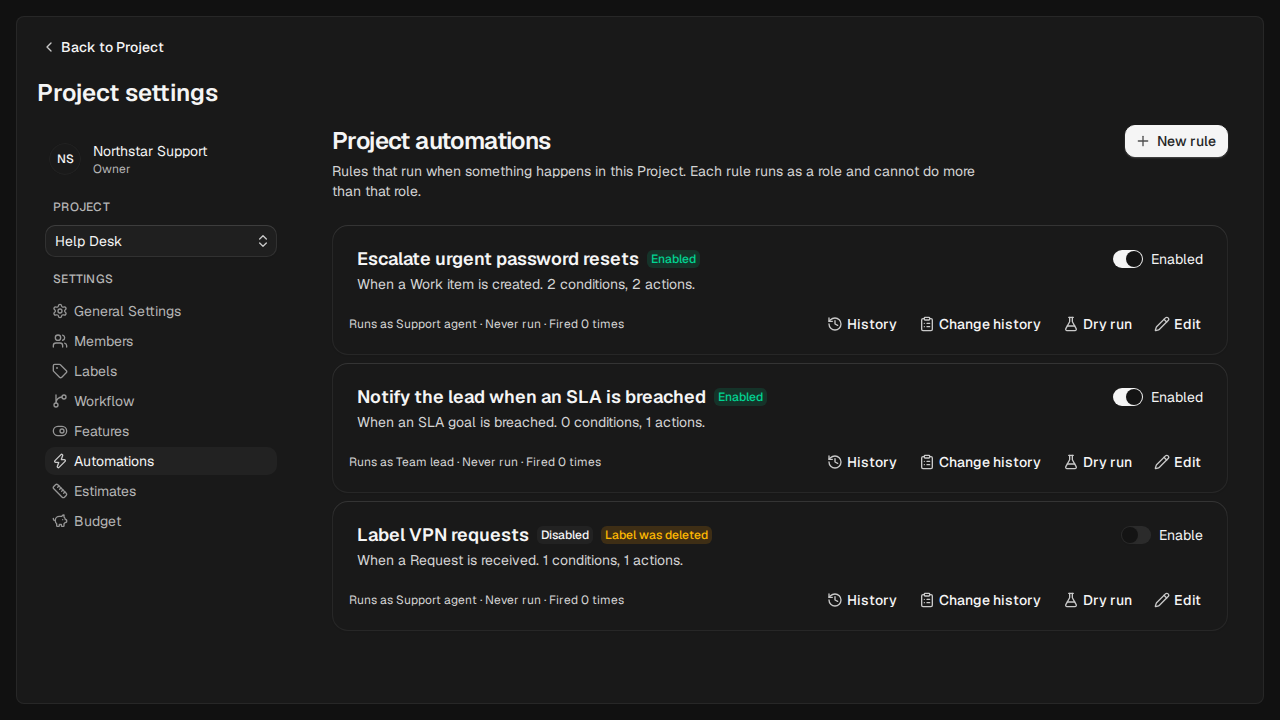 Back to Project
Project settings
NS
Northstar Support
Owner
PROJECT
Help Desk
SETTINGS
General Settings
Members
Labels
Workflow
Features
Automations
Estimates
Budget
Project automations
New rule
Rules that run when something happens in this Project. Each rule runs as a role and cannot do more
than that role.
Escalate urgent password resets Enabled
Enabled
When a Work item is created. 2 conditions, 2 actions.
Runs as Support agent · Never run · Fired 0 times
History Change history Dry run Edit
Notify the lead when an SLA is breached Enabled
Enabled
When an SLA goal is breached. 0 conditions, 1 actions.
Runs as Team lead · Never run · Fired 0 times
History Change history Dry run Edit
Label VPN requests Disabled Label was deleted
Enable
When a Request is received. 1 conditions, 1 actions.
Runs as Support agent · Never run · Fired 0 times
History Change history Dry run Edit